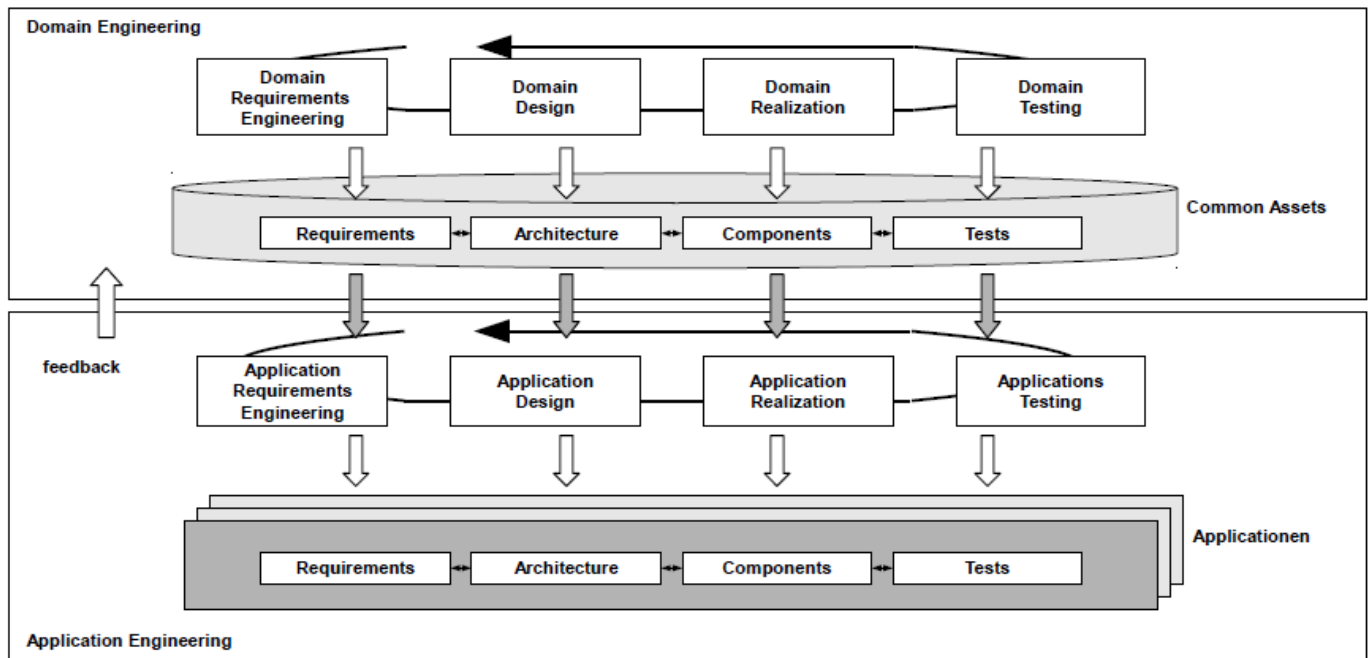 Domain Engineering
Domain
Requirements
Engineering
Domain
Design
Domain
Realization
Domain
Testing
Common Assets
Requirements
Architecture
Components
Tests
feedback
Application
Requirements
Engineering
Application
Design
Application
Realization
Applications
Testing
Applicationen
Requirements
Architecture
Components
Tests
Application Engineering